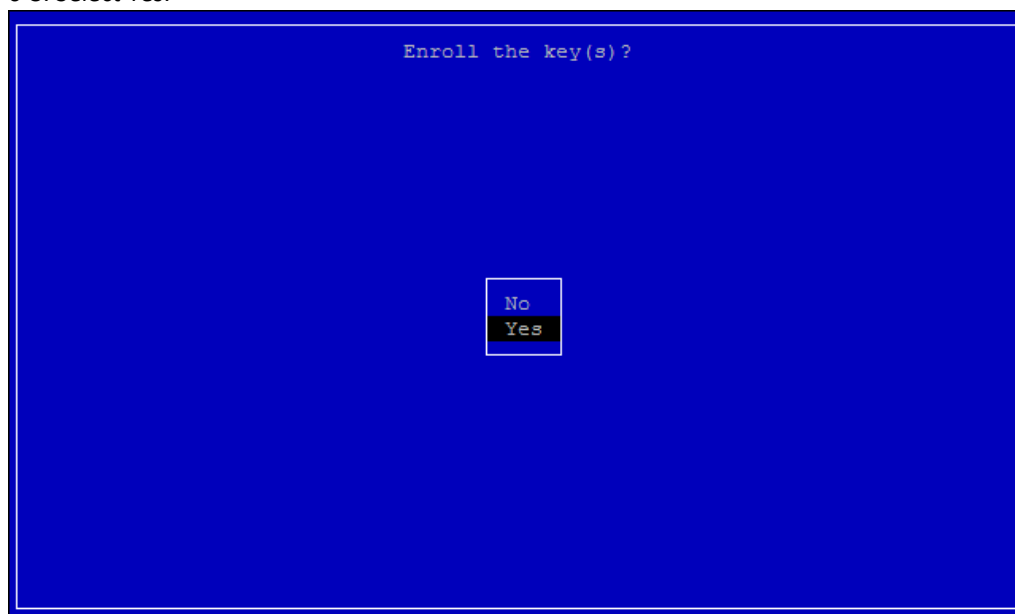 Enroll the key(s)?
No
Yes